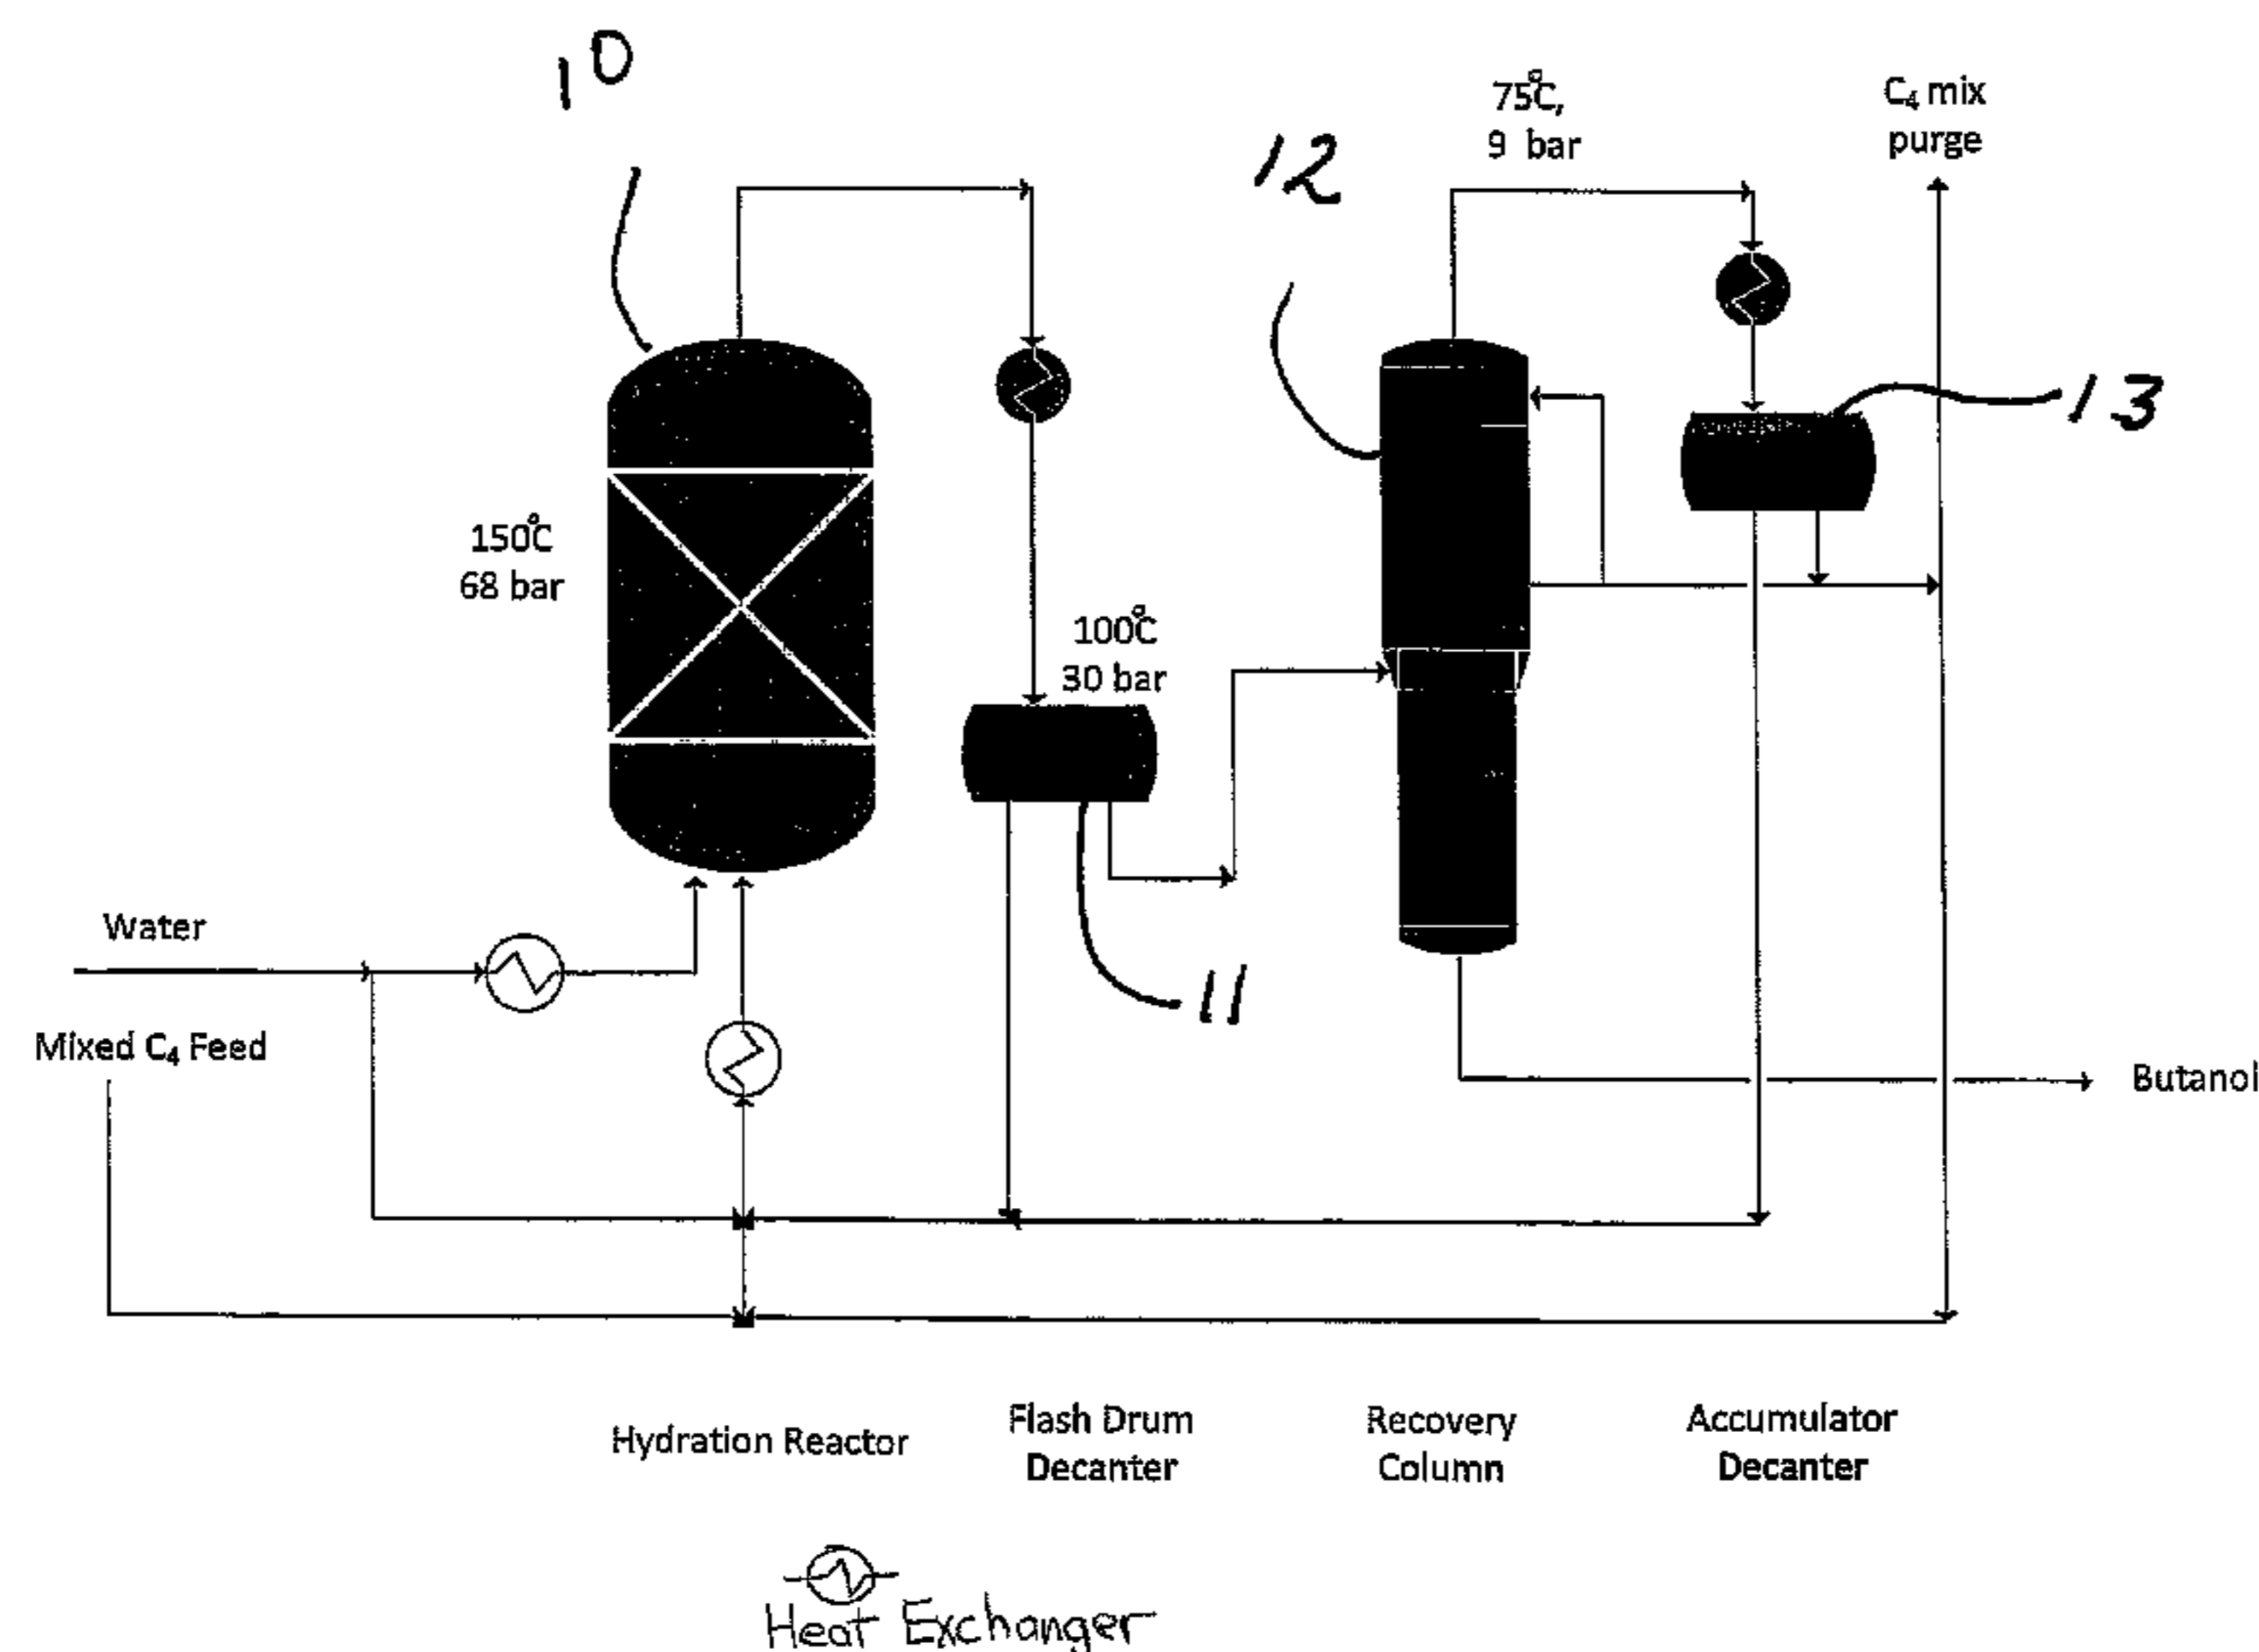 10
12
75°C,
9 bar
C₄ mix
purge
13
150°C
68 bar
100°C
30 bar
Water
11
Mixed C₄ Feed
Butanol
Hydration Reactor
Flash Drum
Decanter
Recovery
Column
Accumulator
Decanter
Heat Exchanger